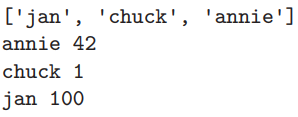 ['jan', 'chuck', 'annie']
annie 42
chuck 1
jan 100